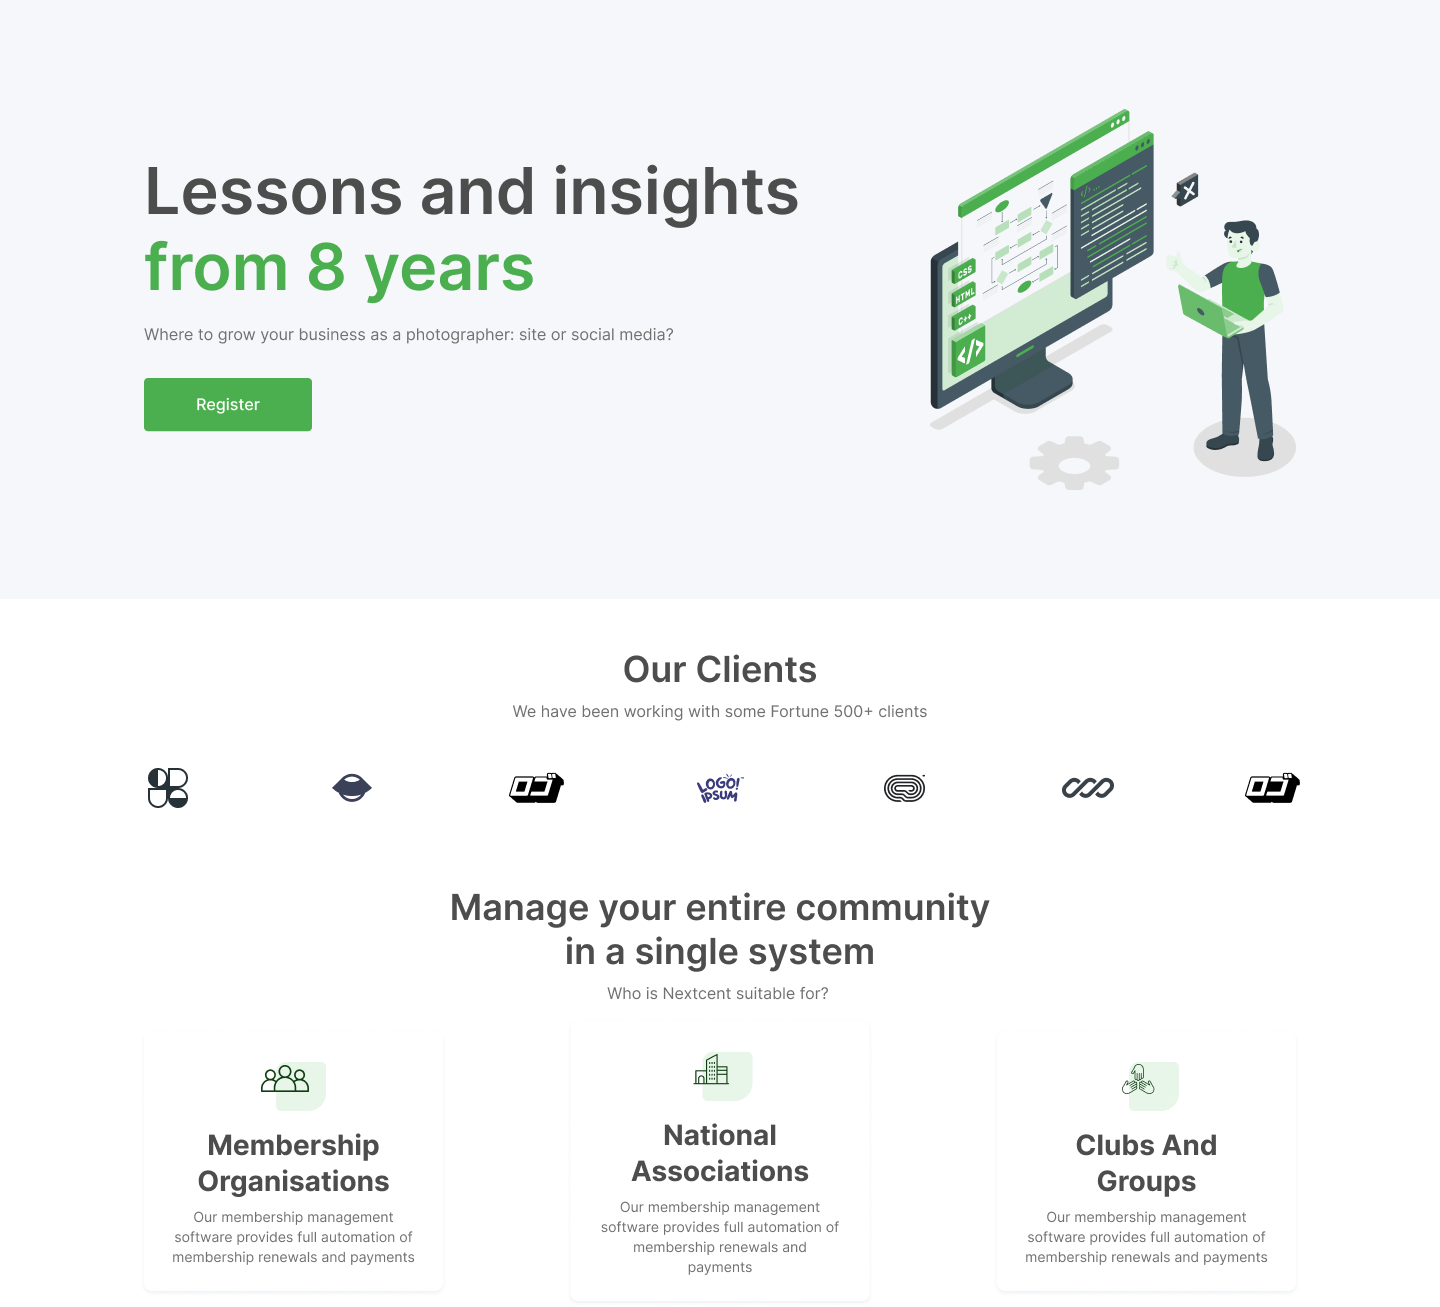 Lessons and insights
from 8 years
Where to grow your business as a photographer: site or social media?
Register
CSS
HTML
C++
</>
</> ...
X
Our Clients
We have been working with some Fortune 500+ clients
LOGO!
IPSUM
Manage your entire community
in a single system
Who is Nextcent suitable for?
Membership
Organisations
Our membership management
software provides full automation of
membership renewals and payments
National
Associations
Our membership management
software provides full automation of
membership renewals and
payments
Clubs And
Groups
Our membership management
software provides full automation of
membership renewals and payments